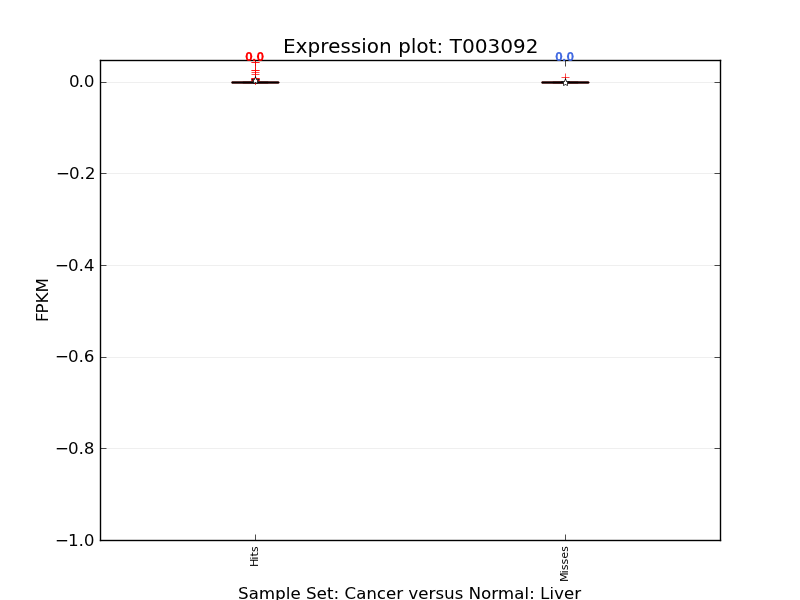 Expression plot: T003092
0.0 0.0
0.0
−0.2
−0.4
−0.6
−0.8
−1.0
FPKM
Hits Misses
Sample Set: Cancer versus Normal: Liver